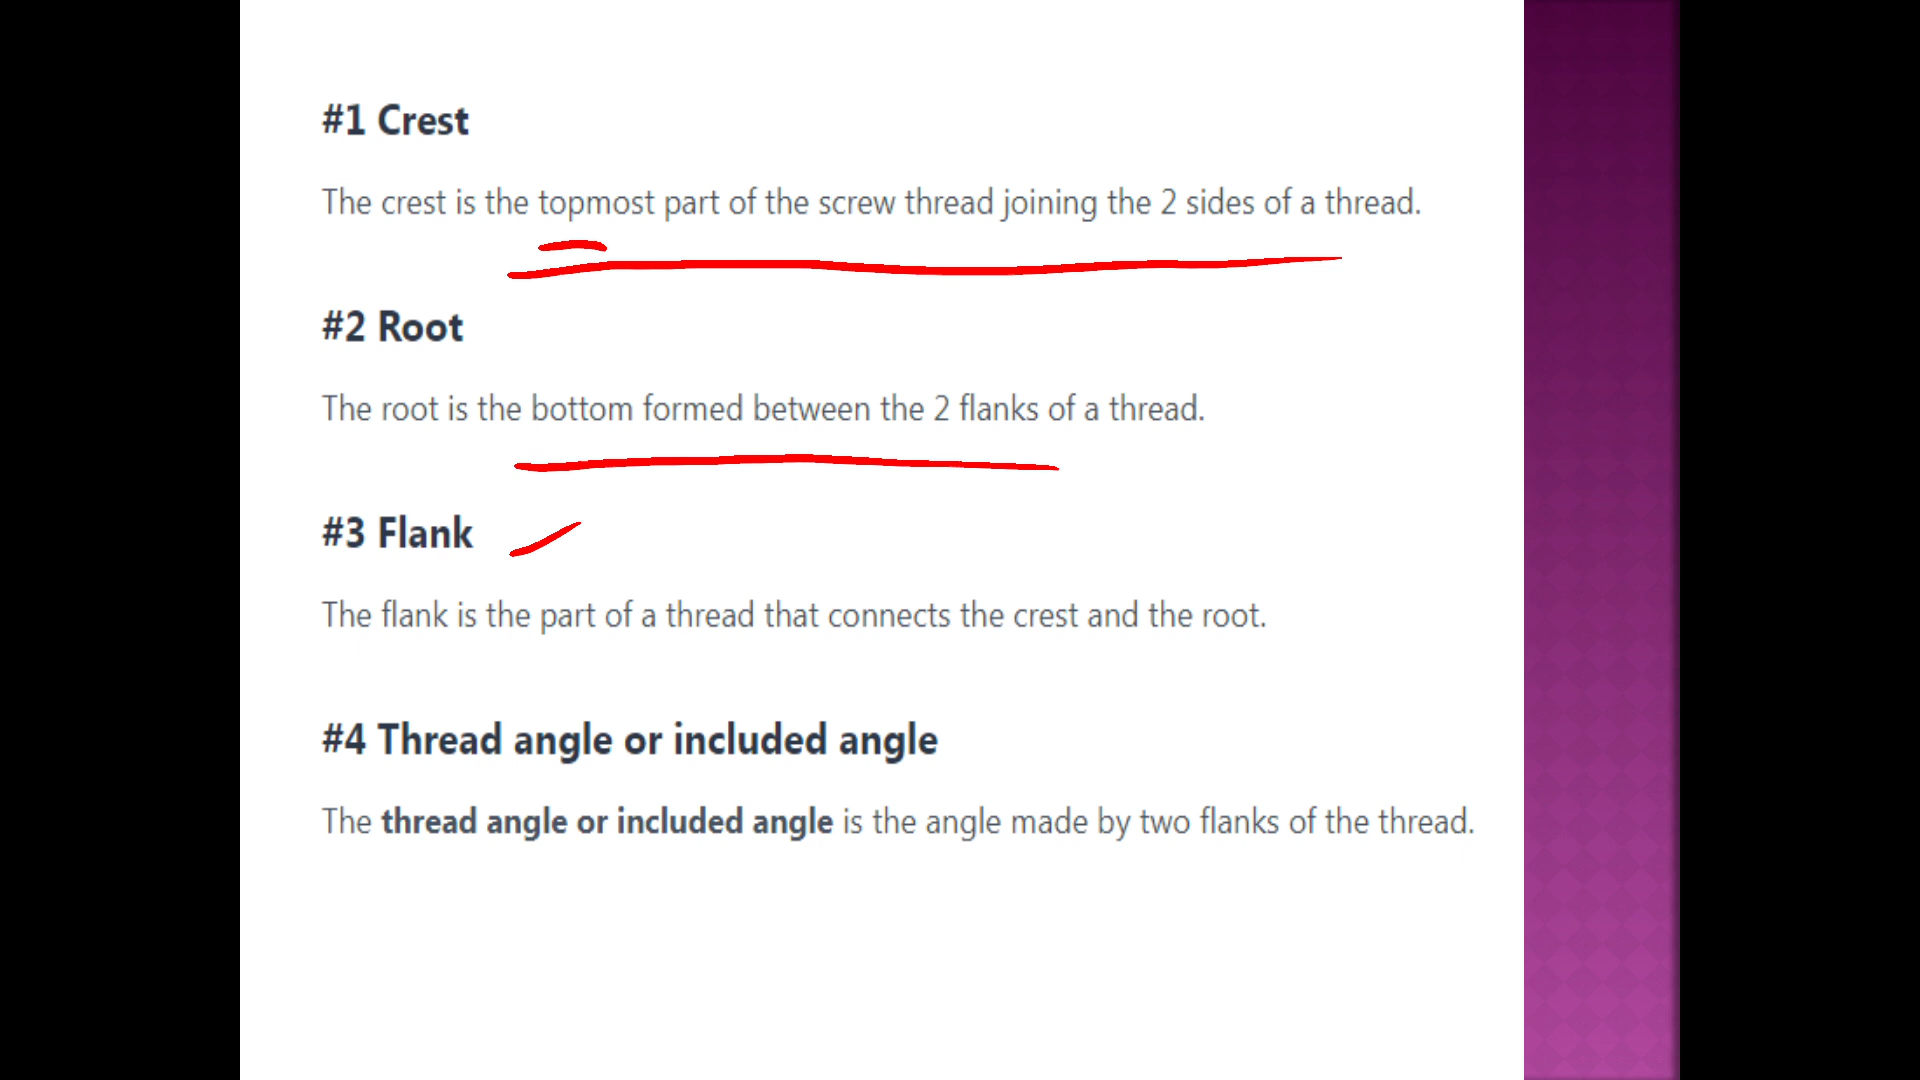 #1 Crest
The crest is the topmost part of the screw thread joining the 2 sides of a thread.
#2 Root
The root is the bottom formed between the 2 flanks of a thread.
#3 Flank
The flank is the part of a thread that connects the crest and the root.
#4 Thread angle or included angle
The thread angle or included angle is the angle made by two flanks of the thread.